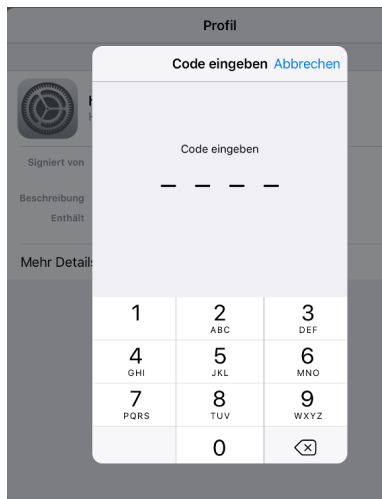 Profil
Code eingeben Abbrechen
Code eingeben
Signiert von
Beschreibung
Enthält
Mehr Details
1
2
ABC
3
DEF
4
GHI
5
JKL
6
MNO
7
PQRS
8
TUV
9
WXYZ
0